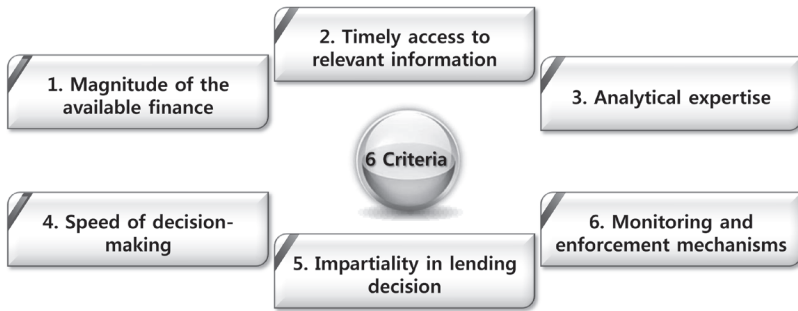 1. Magnitude of the
available finance
2. Timely access to
relevant information
3. Analytical expertise
6 Criteria
4. Speed of decision-
making
5. Impartiality in lending
decision
6. Monitoring and
enforcement mechanisms